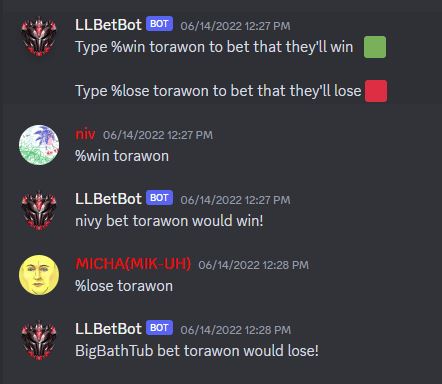 LLBetBot BOT 06/14/2022 12:27 PM
Type %win torawon to bet that they'll win
Type %lose torawon to bet that they'll lose
niv 06/14/2022 12:27 PM
%win torawon
LLBetBot BOT 06/14/2022 12:27 PM
nivy bet torawon would win!
MICHA(MIK-UH) 06/14/2022 12:28 PM
%lose torawon
LLBetBot BOT 06/14/2022 12:28 PM
BigBathTub bet torawon would lose!